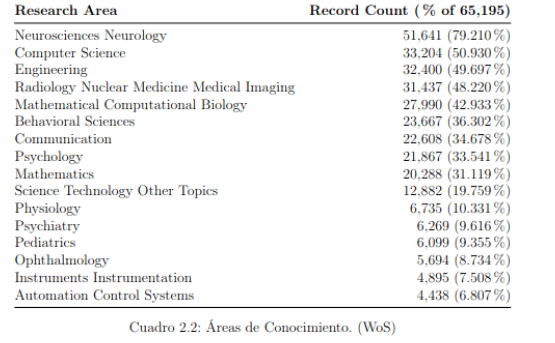 Research Area Record Count (% of 65,195)
Neurosciences Neurology 51,641 (79.210 %)
Computer Science 33,204 (50.930 %)
Engineering 32,400 (49.697 %)
Radiology Nuclear Medicine Medical Imaging 31,437 (48.220 %)
Mathematical Computational Biology 27,990 (42.933 %)
Behavioral Sciences 23,667 (36.302 %)
Communication 22,608 (34.678 %)
Psychology 21,867 (33.541 %)
Mathematics 20,288 (31.119 %)
Science Technology Other Topics 12,882 (19.759 %)
Physiology 6,735 (10.331 %)
Psychiatry 6,269 (9.616 %)
Pediatrics 6,099 (9.355 %)
Ophthalmology 5,694 (8.734 %)
Instruments Instrumentation 4,895 (7.508 %)
Automation Control Systems 4,438 (6.807 %)
Cuadro 2.2: Áreas de Conocimiento. (WoS)